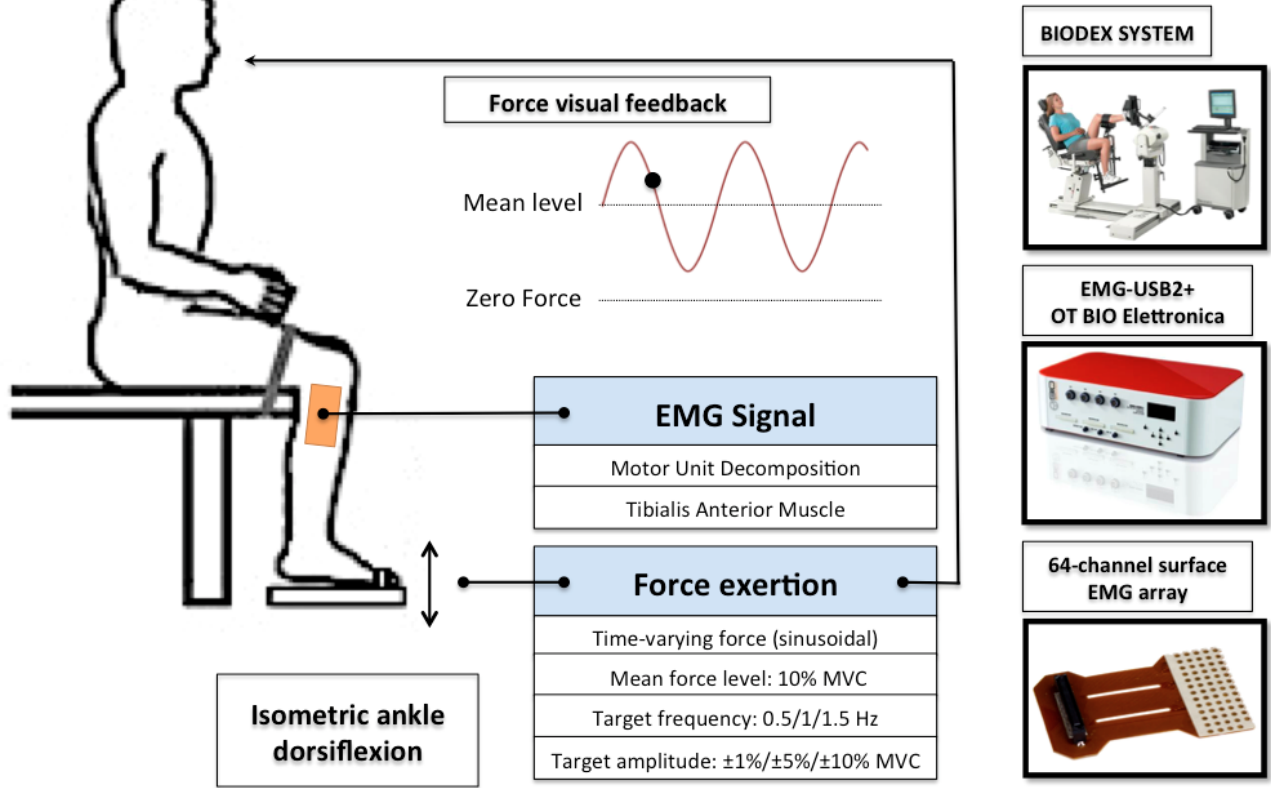 Force visual feedback
Mean level
Zero Force
EMG Signal
Motor Unit Decomposition
Tibialis Anterior Muscle
Force exertion
Time-varying force (sinusoidal)
Mean force level: 10% MVC
Target frequency: 0.5/1/1.5 Hz
Target amplitude: ±1%/±5%/±10% MVC
Isometric ankle
dorsiflexion
BIODEX SYSTEM
EMG-USB2+
OT BIO Elettronica
64-channel surface
EMG array